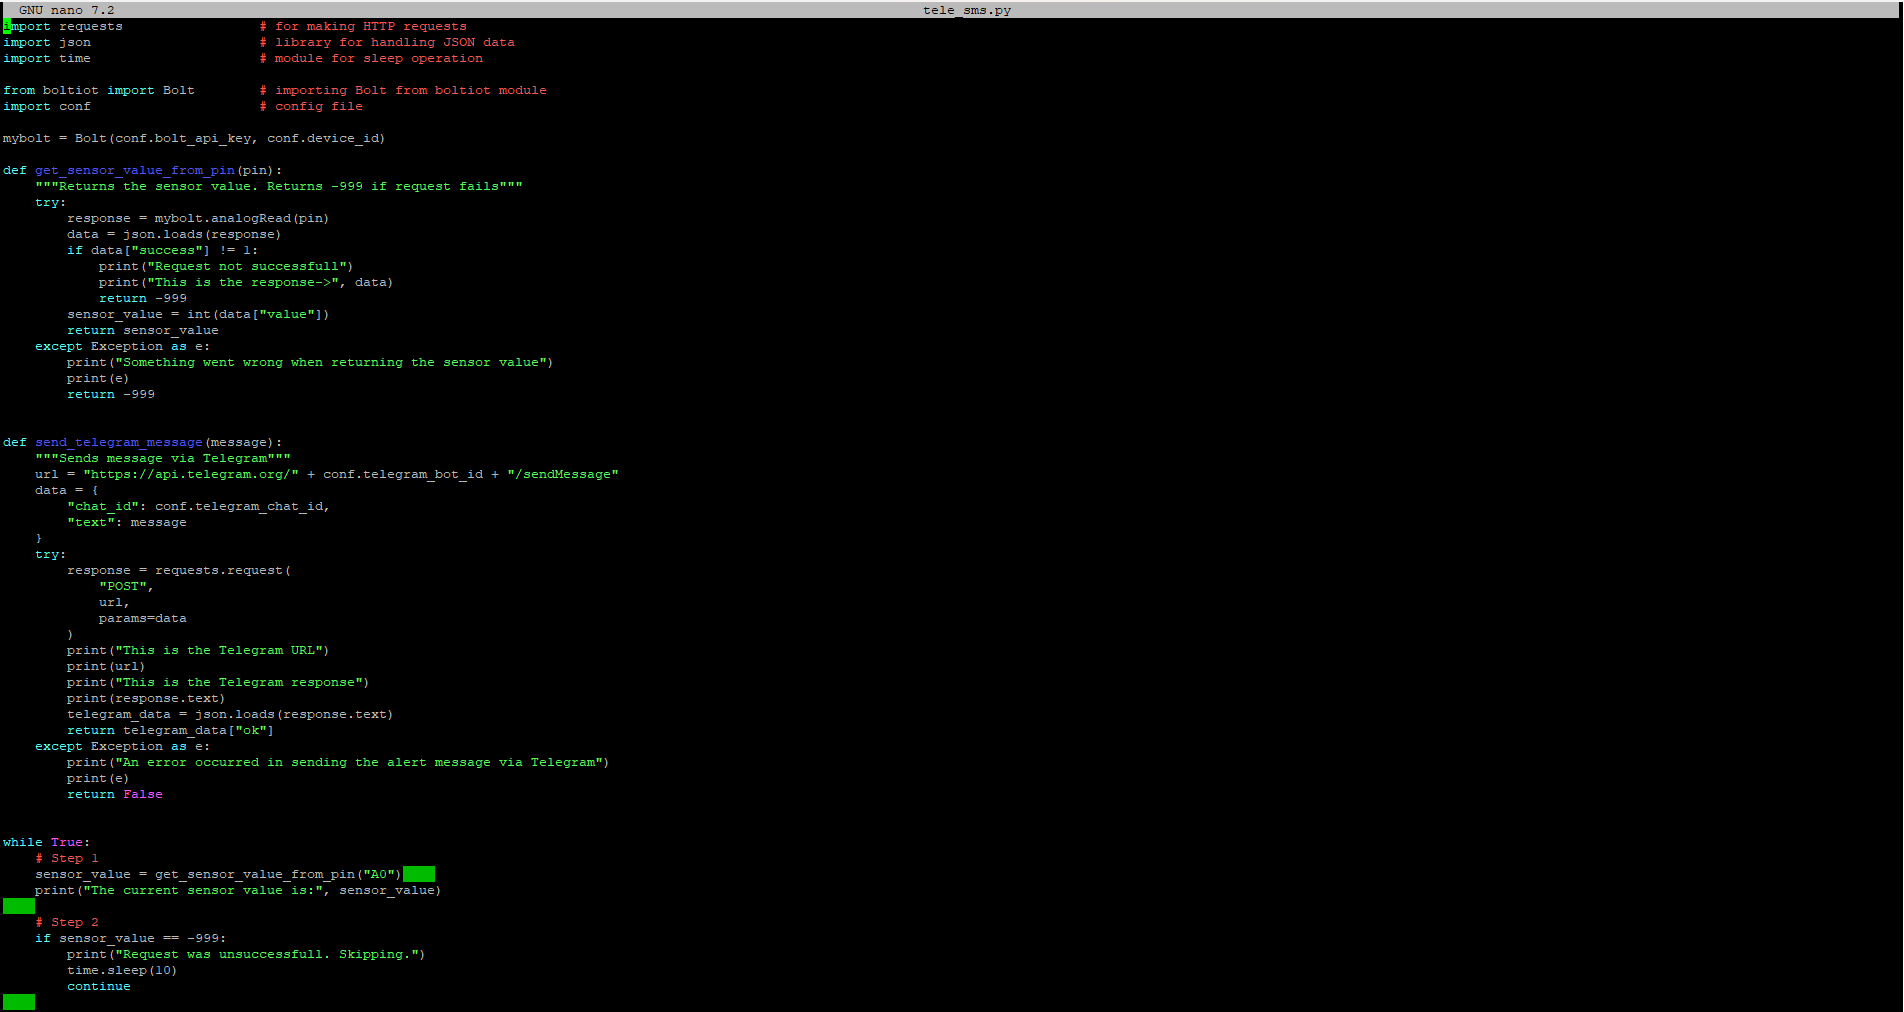 GNU nano 7.2 tele_sms.py
import requests # for making HTTP requests
import json # library for handling JSON data
import time # module for sleep operation
from boltiot import Bolt # importing Bolt from boltiot module
import conf # config file
mybolt = Bolt(conf.bolt_api_key, conf.device_id)
def get_sensor_value_from_pin(pin):
"""Returns the sensor value. Returns -999 if request fails"""
try:
response = mybolt.analogRead(pin)
data = json.loads(response)
if data["success"] != 1:
print("Request not successfull")
print("This is the response->", data)
return -999
sensor_value = int(data["value"])
return sensor_value
except Exception as e:
print("Something went wrong when returning the sensor value")
print(e)
return -999
def send_telegram_message(message):
"""Sends message via Telegram"""
url = "https://api.telegram.org/" + conf.telegram_bot_id + "/sendMessage"
data = {
"chat_id": conf.telegram_chat_id,
"text": message
}
try:
response = requests.request(
"POST",
url,
params=data
)
print("This is the Telegram URL")
print(url)
print("This is the Telegram response")
print(response.text)
telegram_data = json.loads(response.text)
return telegram_data["ok"]
except Exception as e:
print("An error occurred in sending the alert message via Telegram")
print(e)
return False
while True:
# Step 1
sensor_value = get_sensor_value_from_pin("A0")
print("The current sensor value is:", sensor_value)
# Step 2
if sensor_value == -999:
print("Request was unsuccessfull. Skipping.")
time.sleep(10)
continue